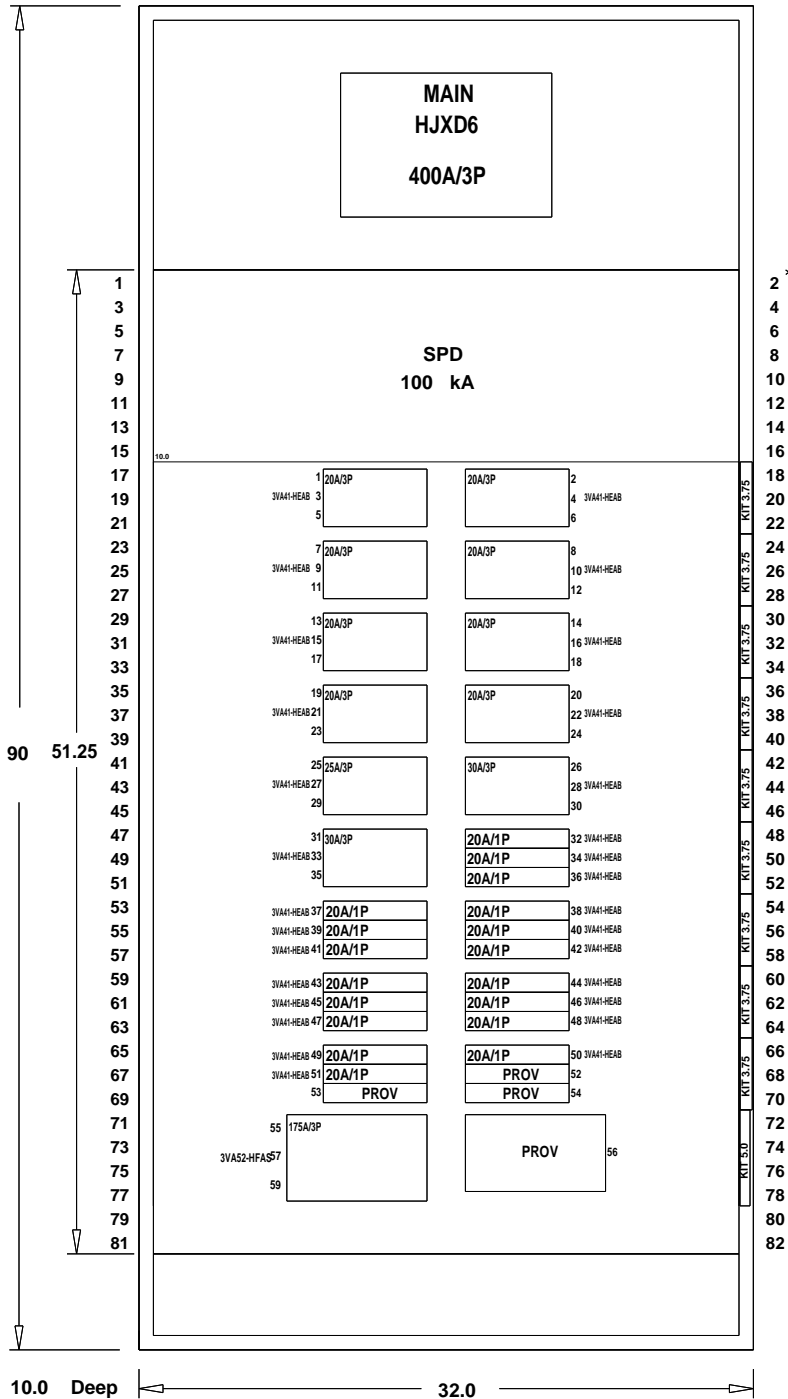 MAIN
HJXD6
400A/3P
1 2 *
3 4
5 6
7 SPD 8
9 100 kA 10
11 12
13 14
15 10.0 16
17 1 20A/3P 20A/3P 2 18
19 3VA41-HEAB 3 4 3VA41-HEAB KIT 3.75 20
21 5 6 22
23 7 20A/3P 20A/3P 8 24
25 3VA41-HEAB 9 10 3VA41-HEAB KIT 3.75 26
27 11 12 28
29 13 20A/3P 20A/3P 14 30
31 3VA41-HEAB 15 16 3VA41-HEAB KIT 3.75 32
33 17 18 34
35 19 20A/3P 20A/3P 20 36
37 3VA41-HEAB 21 22 3VA41-HEAB KIT 3.75 38
39 23 24 40
90 51.25
41 25 25A/3P 30A/3P 26 42
43 3VA41-HEAB 27 28 3VA41-HEAB KIT 3.75 44
45 29 30 46
47 31 30A/3P 20A/1P 32 3VA41-HEAB 48
49 3VA41-HEAB 33 20A/1P 34 3VA41-HEAB KIT 3.75 50
51 35 20A/1P 36 3VA41-HEAB 52
53 3VA41-HEAB 37 20A/1P 20A/1P 38 3VA41-HEAB 54
55 3VA41-HEAB 39 20A/1P 20A/1P 40 3VA41-HEAB KIT 3.75 56
57 3VA41-HEAB 41 20A/1P 20A/1P 42 3VA41-HEAB 58
59 3VA41-HEAB 43 20A/1P 20A/1P 44 3VA41-HEAB 60
61 3VA41-HEAB 45 20A/1P 20A/1P 46 3VA41-HEAB KIT 3.75 62
63 3VA41-HEAB 47 20A/1P 20A/1P 48 3VA41-HEAB 64
65 3VA41-HEAB 49 20A/1P 20A/1P 50 3VA41-HEAB 66
67 3VA41-HEAB 51 20A/1P PROV 52 KIT 3.75 68
69 53 PROV PROV 54 70
71 55 175A/3P 72
73 3VA52-HFAS 57 PROV 56 KIT 5.0 74
75 59 76
77 78
79 80
81 82
10.0 Deep 32.0